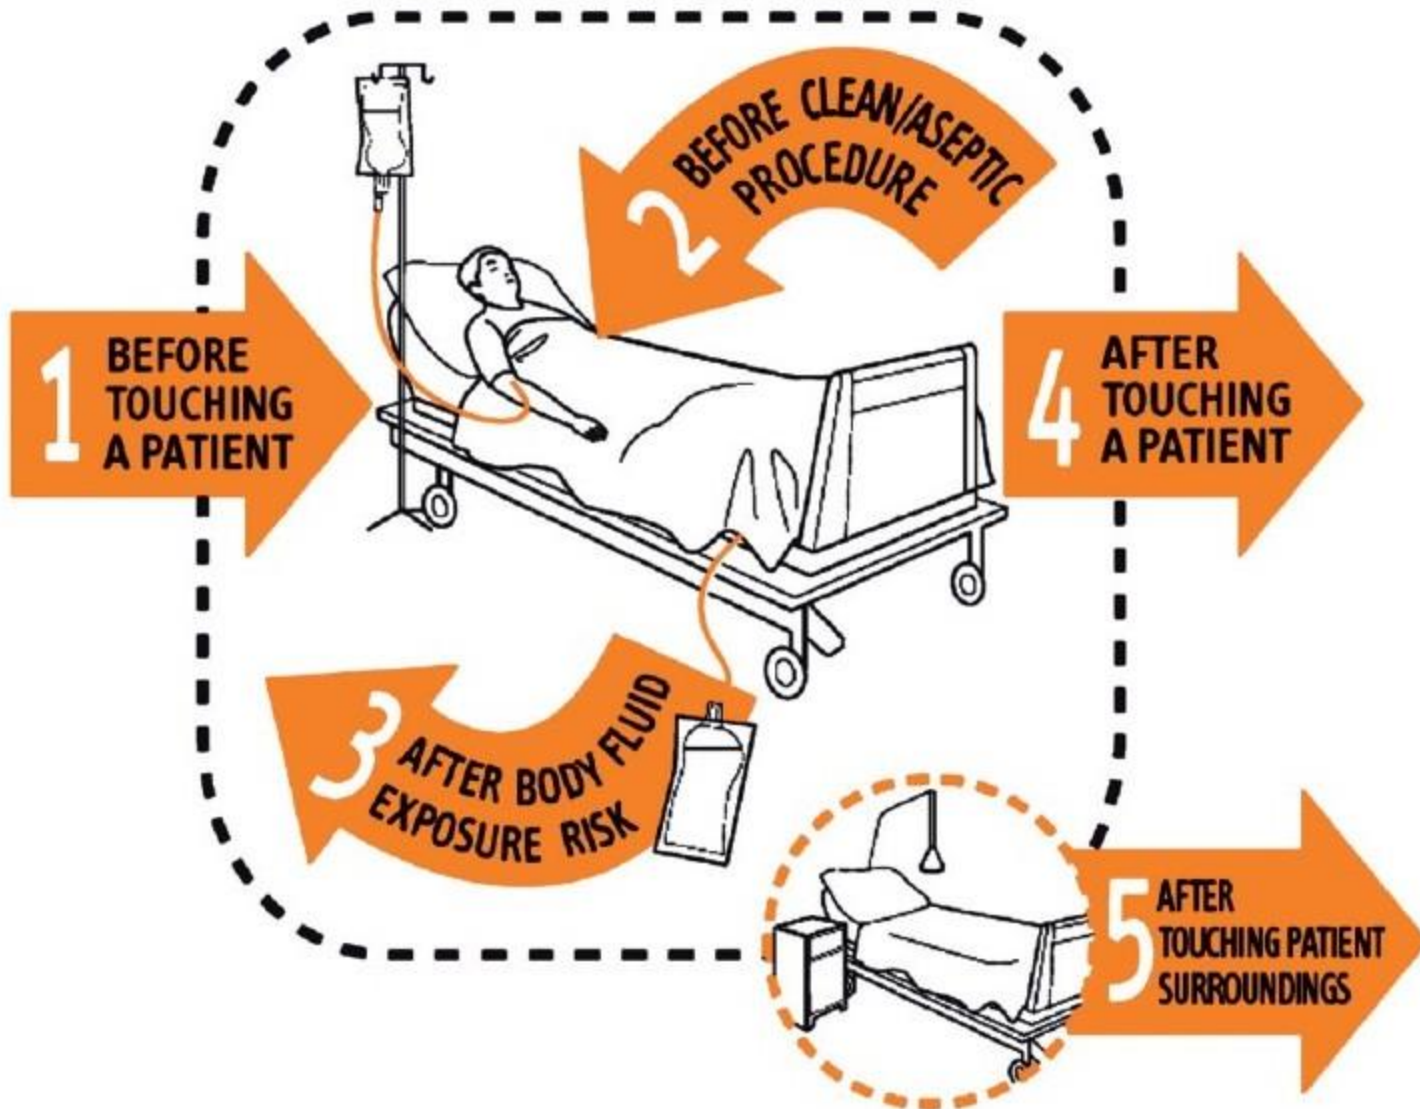 1
BEFORE
TOUCHING
A PATIENT
2
BEFORE CLEAN/ASEPTIC
PROCEDURE
3
AFTER BODY FLUID
EXPOSURE RISK
4
AFTER
TOUCHING
A PATIENT
5
AFTER
TOUCHING PATIENT
SURROUNDINGS